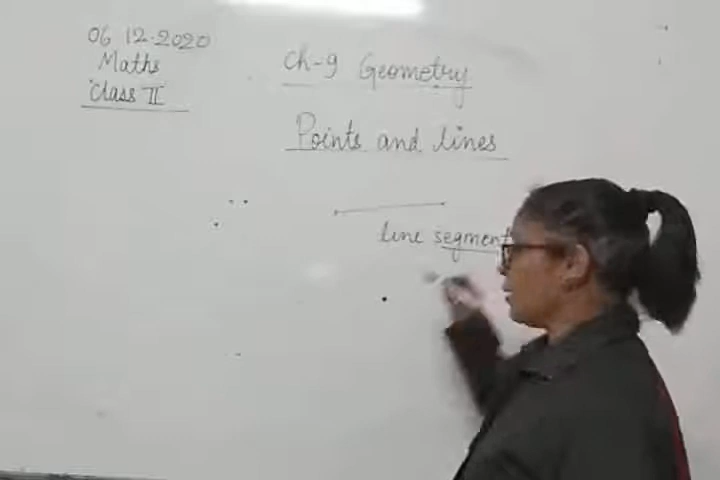 06 12-2020
Maths
Class II
Ch-9 Geometry
Points and lines
line segment